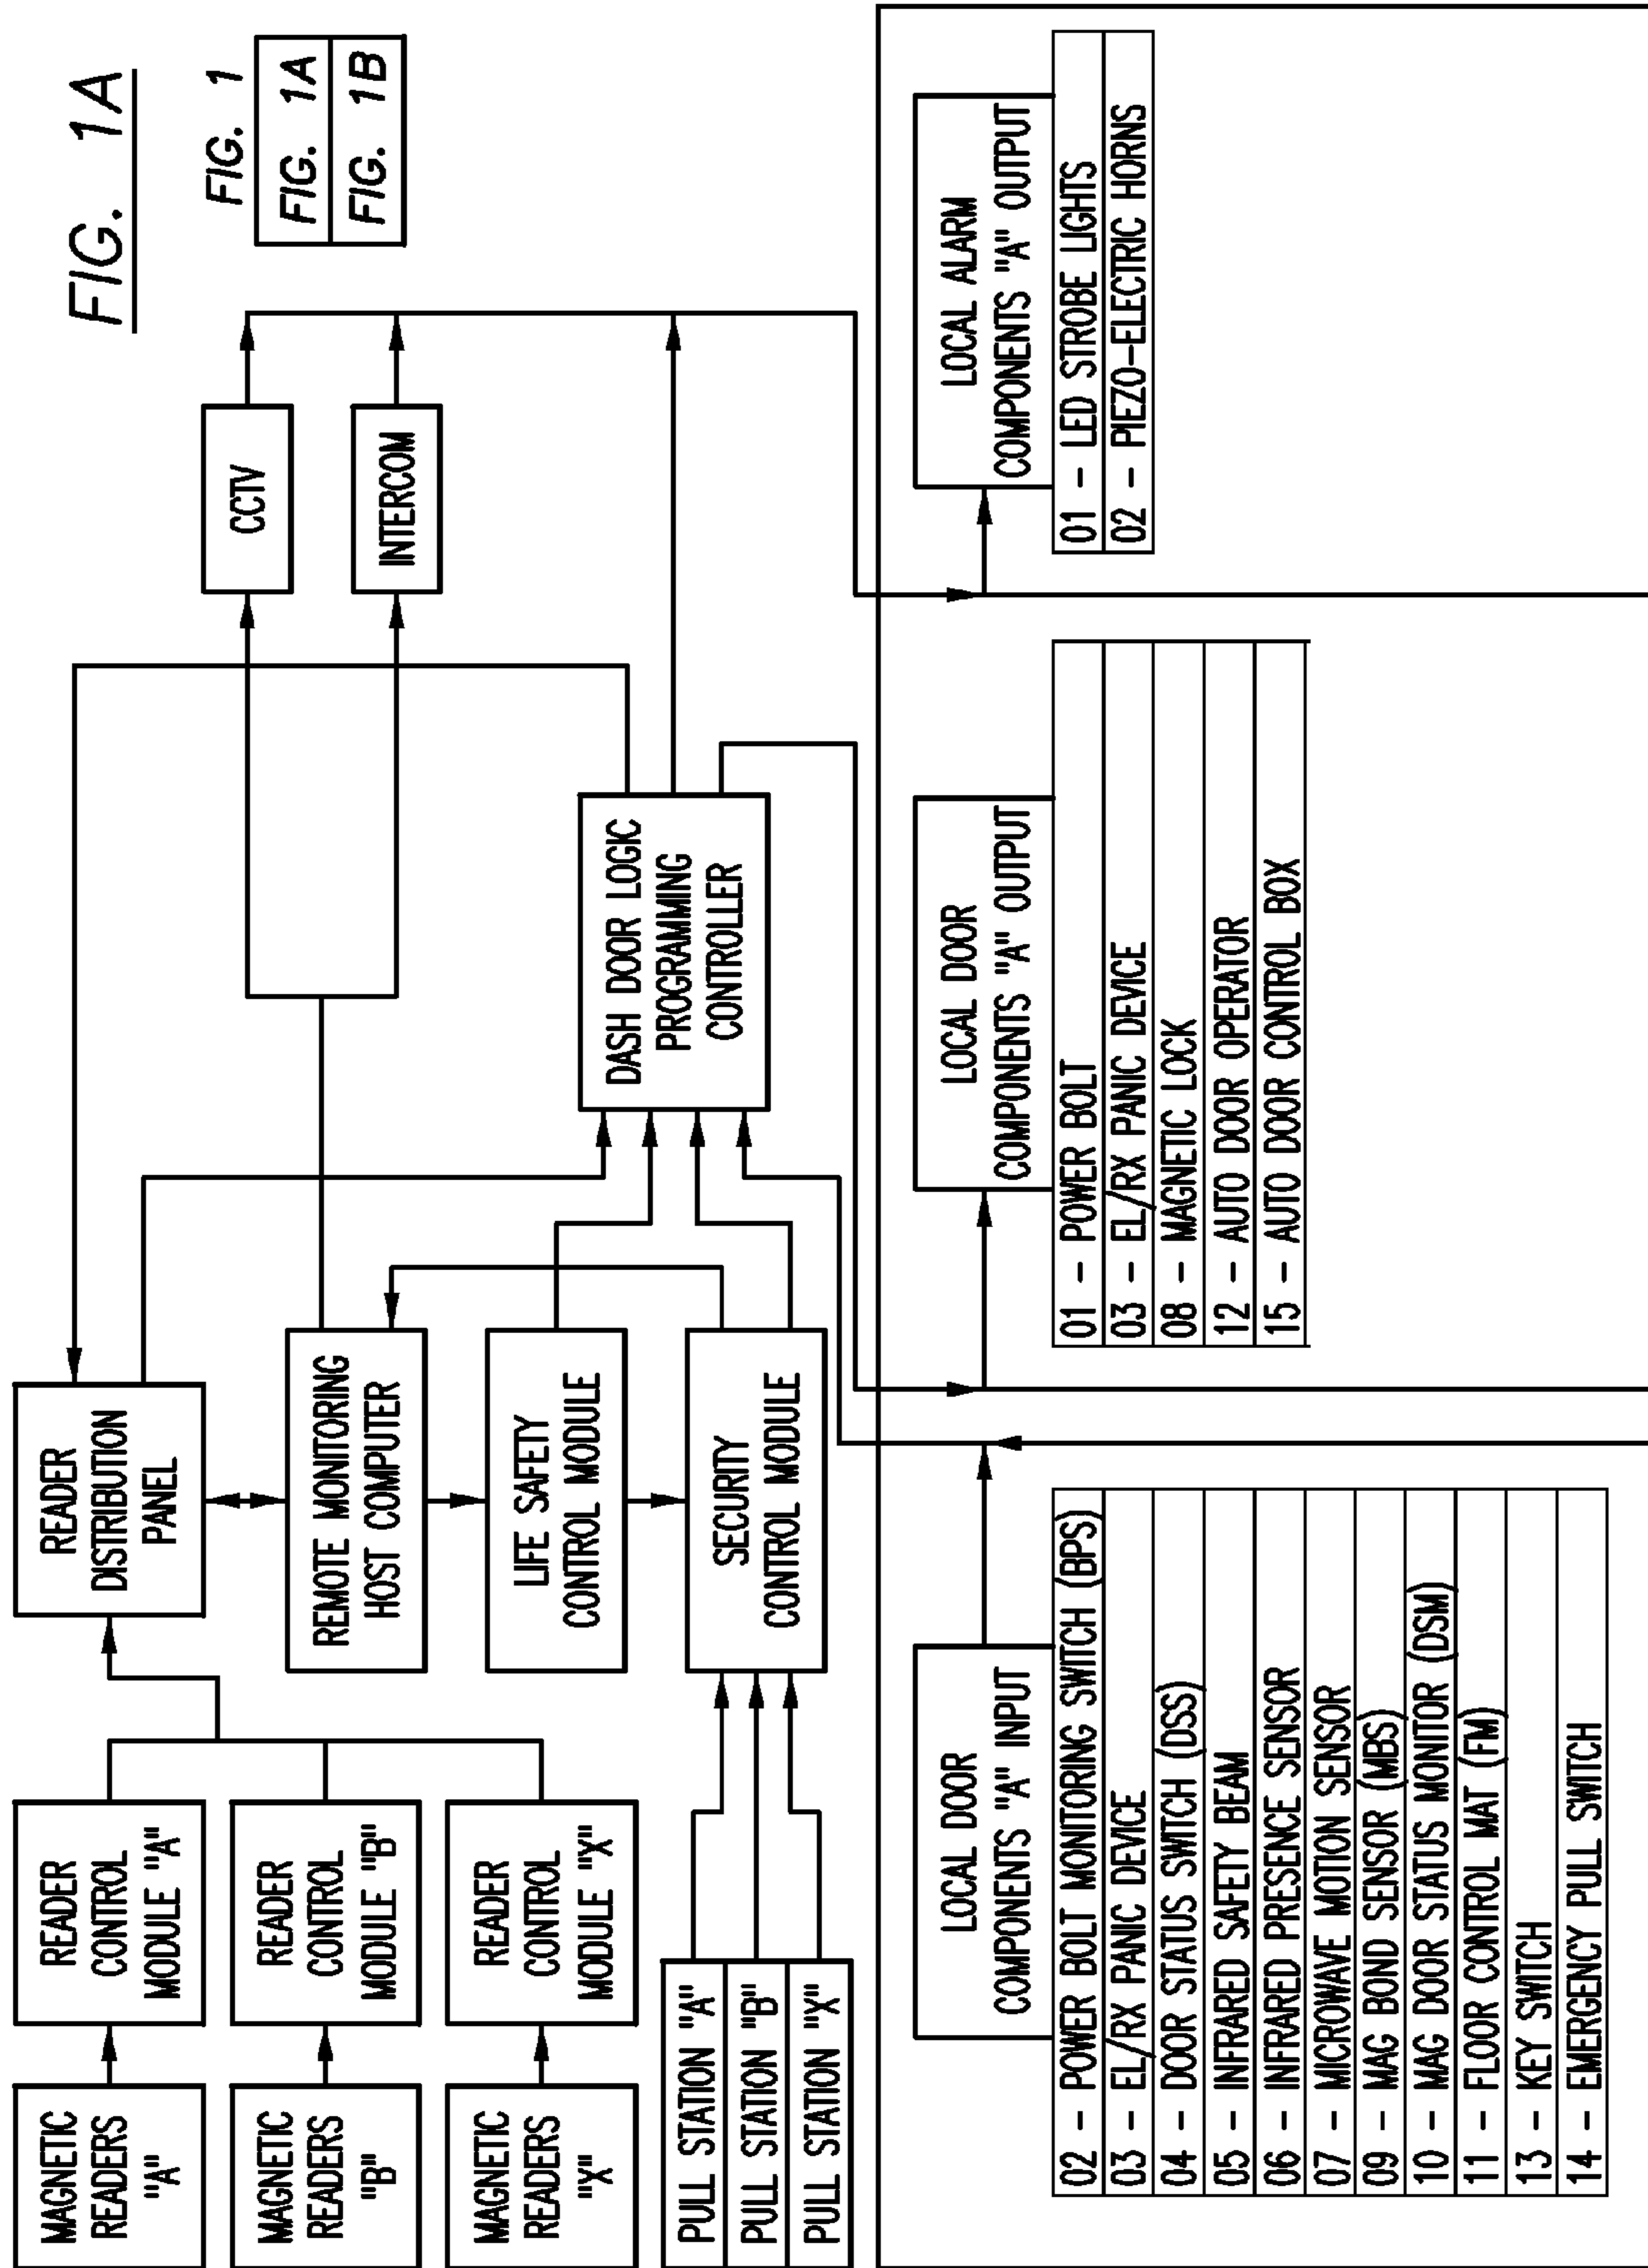 FIG. 1A
FIG. 1
FIG. 1A
FIG. 1B
MAGNETIC
READERS
"A"
READER
CONTROL
MODULE "A"
READER
DISTRIBUTION
PANEL
MAGNETIC
READERS
"B"
READER
CONTROL
MODULE "B"
REMOTE MONITORING
HOST COMPUTER
CCTV
INTERCOM
MAGNETIC
READERS
"X"
READER
CONTROL
MODULE "X"
LIFE SAFETY
CONTROL MODULE
DASH DOOR LOGIC
PROGRAMMING
CONTROLLER
PULL STATION "A"
PULL STATION "B"
PULL STATION "X"
SECURITY
CONTROL MODULE
LOCAL DOOR
COMPONENTS "A" INPUT
02 - POWER BOLT MONITORING SWITCH (BPS)
03 - EL/RX PANIC DEVICE
04 - DOOR STATUS SWITCH (DSS)
05 - INFRARED SAFETY BEAM
06 - INFRARED PRESENCE SENSOR
07 - MICROWAVE MOTION SENSOR
09 - MAG BOND SENSOR (MBS)
10 - MAG DOOR STATUS MONITOR (DSM)
11 - FLOOR CONTROL MAT (FM)
13 - KEY SWITCH
14 - EMERGENCY PULL SWITCH
LOCAL DOOR
COMPONENTS "A" OUTPUT
01 - POWER BOLT
03 - EL/RX PANIC DEVICE
08 - MAGNETIC LOCK
12 - AUTO DOOR OPERATOR
15 - AUTO DOOR CONTROL BOX
LOCAL ALARM
COMPONENTS "A" OUTPUT
01 - LED STROBE LIGHTS
02 - PIEZO-ELECTRIC HORNS